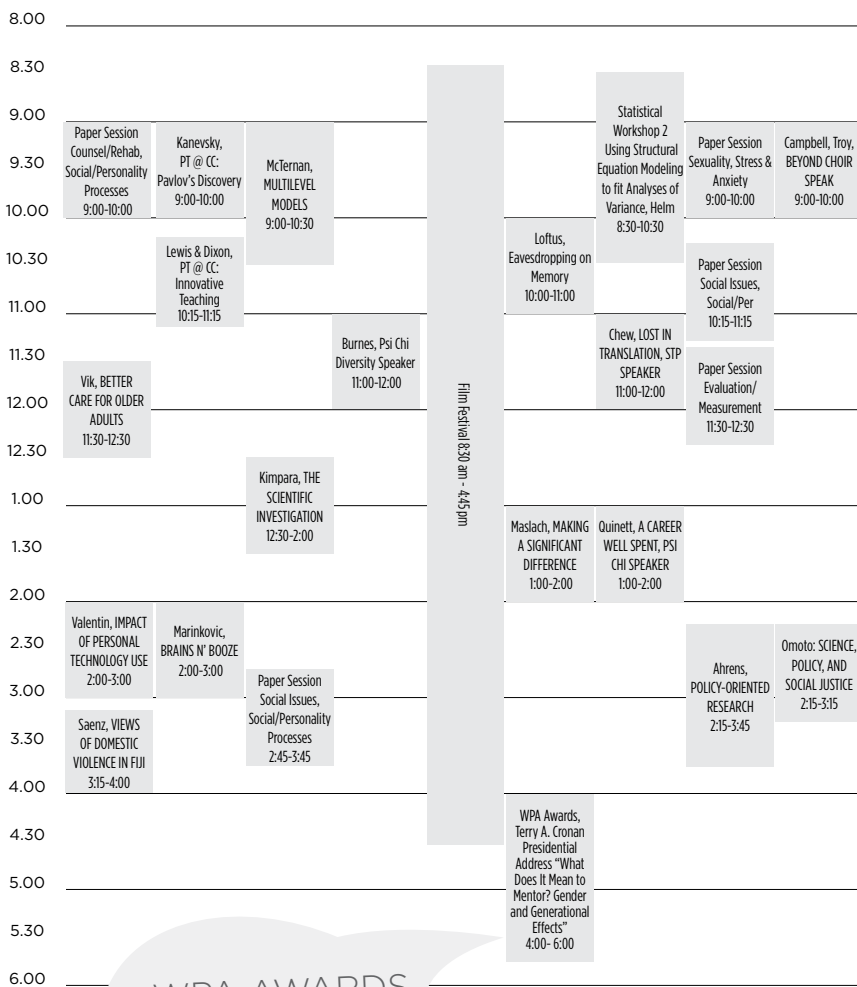 8.00
8.30
9.00
9.30
10.00
10.30
11.00
11.30
12.00
12.30
1.00
1.30
2.00
2.30
3.00
3.30
4.00
4.30
5.00
5.30
6.00
Paper Session
Counsel/Rehab,
Social/Personality
Processes
9:00-10:00
Vik, BETTER
CARE FOR OLDER
ADULTS
11:30-12:30
Valentin, IMPACT
OF PERSONAL
TECHNOLOGY USE
2:00-3:00
Saenz, VIEWS
OF DOMESTIC
VIOLENCE IN FIJI
3:15-4:00
Kanevsky,
PT @ CC:
Pavlov's Discovery
9:00-10:00
Lewis & Dixon,
PT @ CC:
Innovative
Teaching
10:15-11:15
Marinkovic,
BRAINS N' BOOZE
2:00-3:00
McTernan,
MULTILEVEL
MODELS
9:00-10:30
Kimpara, THE
SCIENTIFIC
INVESTIGATION
12:30-2:00
Paper Session
Social Issues,
Social/Personality
Processes
2:45-3:45
Burnes, Psi Chi
Diversity Speaker
11:00-12:00
Film Festival 8:30 am - 4:45 pm
Loftus,
Eavesdropping on
Memory
10:00-11:00
Maslach, MAKING
A SIGNIFICANT
DIFFERENCE
1:00-2:00
WPA Awards,
Terry A. Cronan
Presidential
Address "What
Does It Mean to
Mentor? Gender
and Generational
Effects"
4:00- 6:00
Statistical
Workshop 2
Using Structural
Equation Modeling
to fit Analyses of
Variance, Helm
8:30-10:30
Chew, LOST IN
TRANSLATION, STP
SPEAKER
11:00-12:00
Quinett, A CAREER
WELL SPENT, PSI
CHI SPEAKER
1:00-2:00
Paper Session
Sexuality, Stress &
Anxiety
9:00-10:00
Paper Session
Social Issues,
Social/Per
10:15-11:15
Paper Session
Evaluation/
Measurement
11:30-12:30
Ahrens,
POLICY-ORIENTED
RESEARCH
2:15-3:45
Campbell, Troy,
BEYOND CHOIR
SPEAK
9:00-10:00
Omoto: SCIENCE,
POLICY, AND
SOCIAL JUSTICE
2:15-3:15
WPA AWARDS